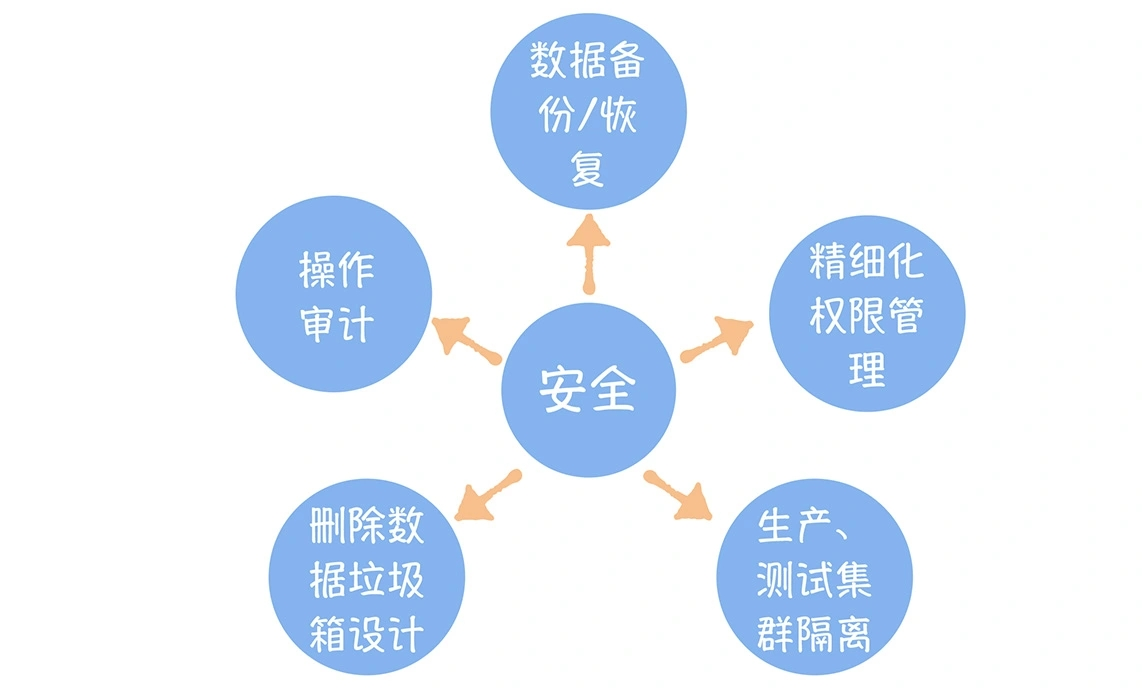 数据备
份/恢
复
操作
审计
精细化
权限管
理
安全
删除数
据垃圾
箱设计
生产、
测试集
群隔离